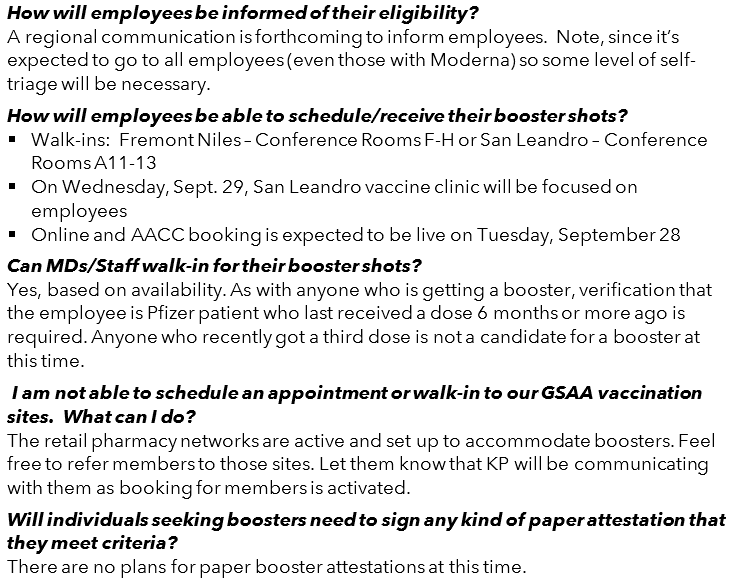 How will employees be informed of their eligibility?
A regional communication is forthcoming to inform employees.  Note, since it's
expected to go to all employees (even those with Moderna) so some level of self-
triage will be necessary.
How will employees be able to schedule/receive their booster shots?
▪ Walk-ins:  Fremont Niles – Conference Rooms F-H or San Leandro – Conference
Rooms A11-13
▪ On Wednesday, Sept. 29, San Leandro vaccine clinic will be focused on
employees
▪ Online and AACC booking is expected to be live on Tuesday, September 28
Can MDs/Staff walk-in for their booster shots?
Yes, based on availability. As with anyone who is getting a booster, verification that
the employee is Pfizer patient who last received a dose 6 months or more ago is
required. Anyone who recently got a third dose is not a candidate for a booster at
this time.
I am not able to schedule an appointment or walk-in to our GSAA vaccination
sites.  What can I do?
The retail pharmacy networks are active and set up to accommodate boosters. Feel
free to refer members to those sites. Let them know that KP will be communicating
with them as booking for members is activated.
Will individuals seeking boosters need to sign any kind of paper attestation that
they meet criteria?
There are no plans for paper booster attestations at this time.